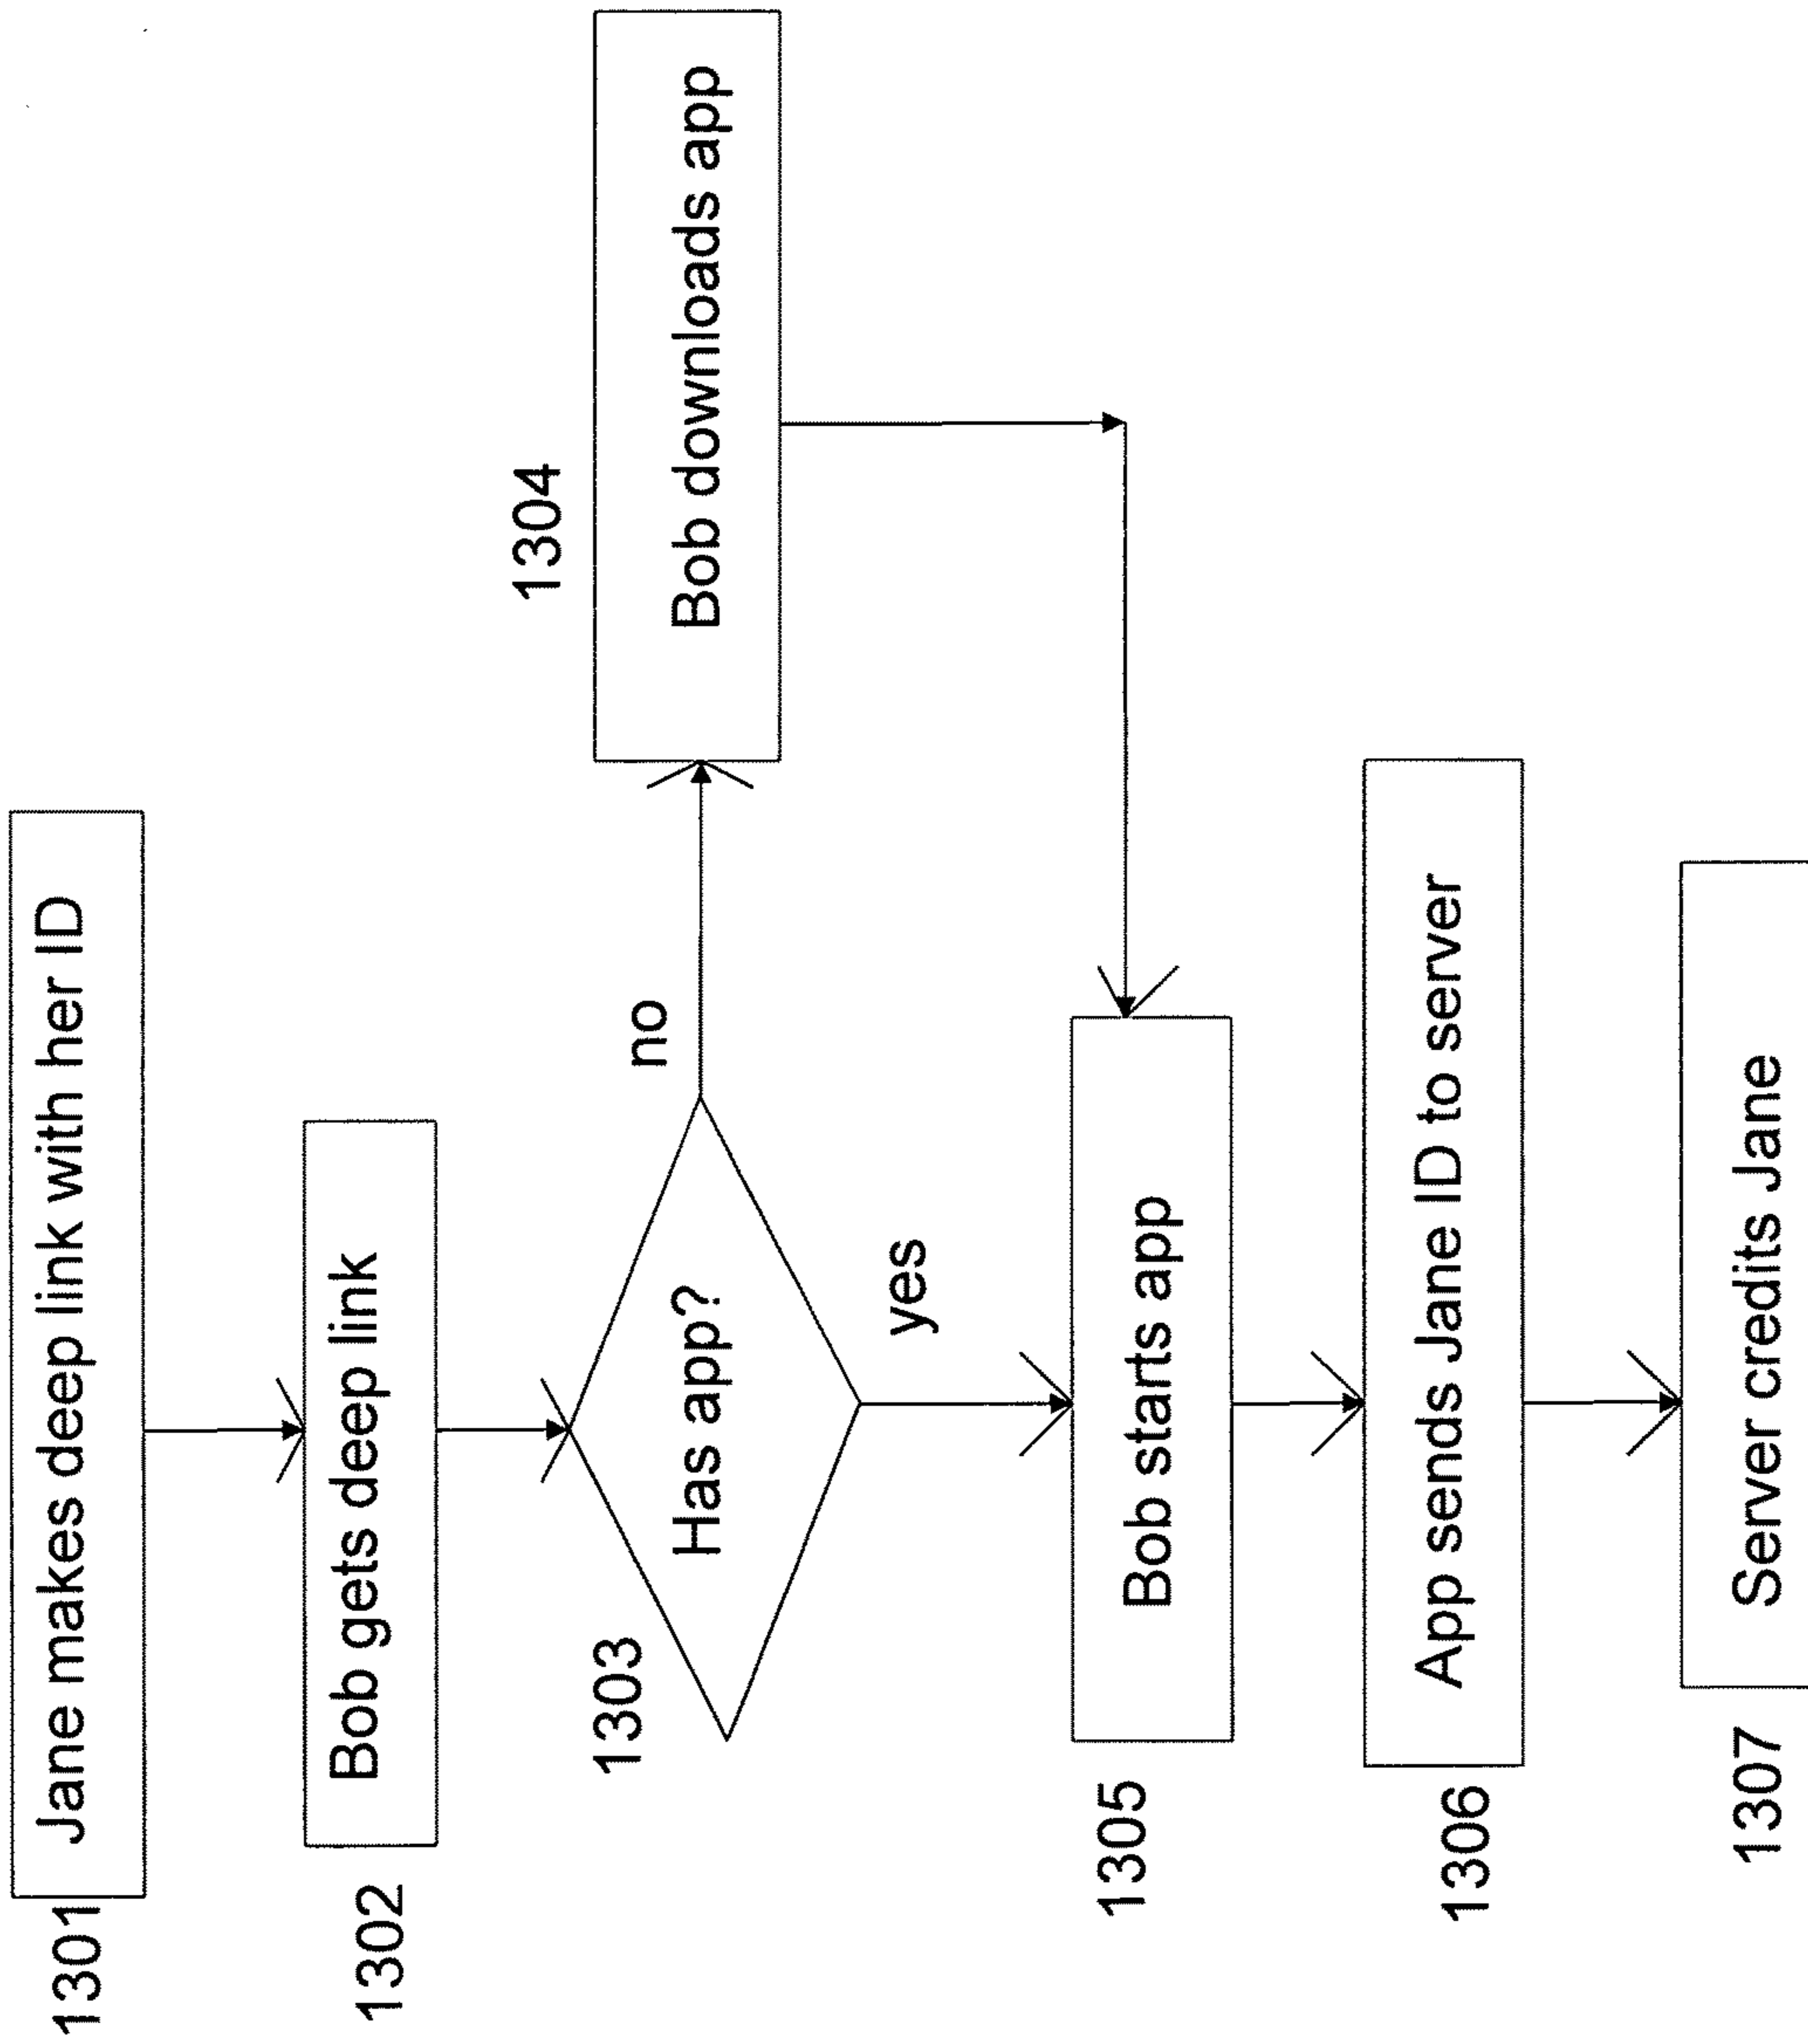 1301
Jane makes deep link with her ID
1302
Bob gets deep link
1303
Has app?
no
1304
Bob downloads app
yes
1305
Bob starts app
1306
App sends Jane ID to server
1307
Server credits Jane